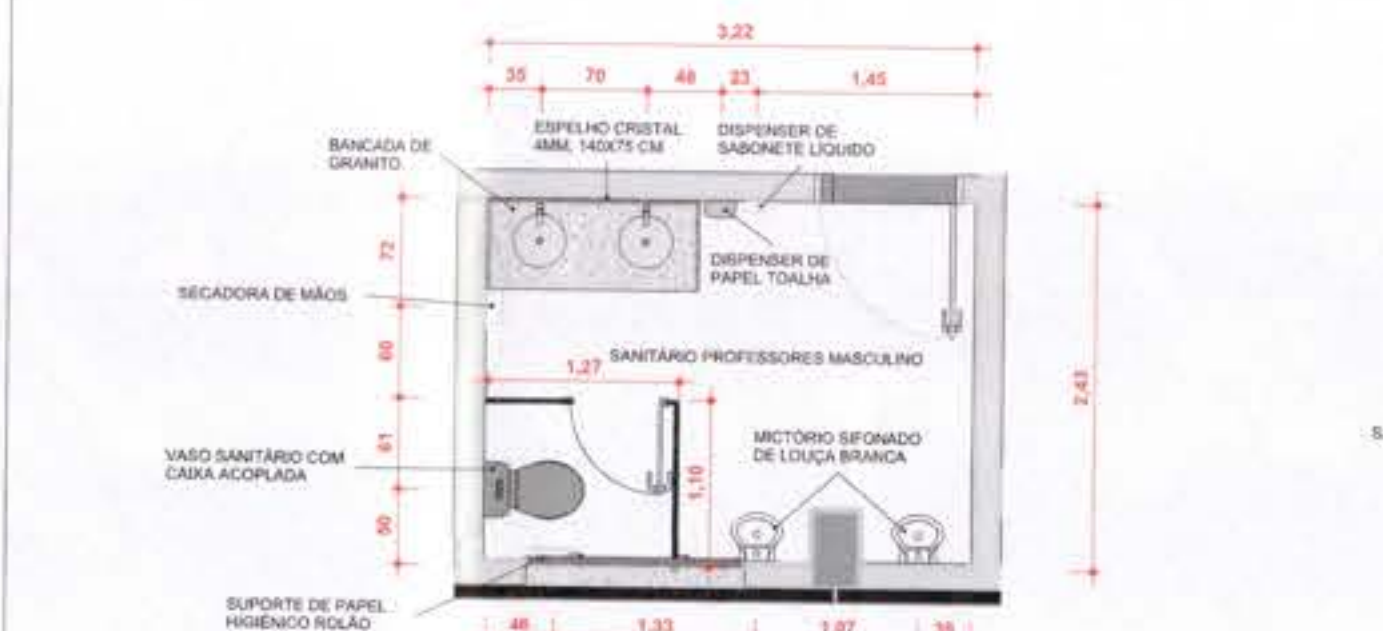 3,22
35 70 48 23 1,45
BANCADA DE
GRANITO
ESPELHO CRISTAL
4MM, 140X75 CM
DISPENSER DE
SABONETE LÍQUIDO
72
DISPENSER DE
PAPEL TOALHA
SECADORA DE MÃOS
60
SANITÁRIO PROFESSORES MASCULINO
1,27
2,43
61
VASO SANITÁRIO COM
CAIXA ACOPLADA
MICTÓRIO SIFONADO
DE LOUÇA BRANCA
S
1,10
50
SUPORTE DE PAPEL
HIGIÊNICO ROLÃO
46 1,33 1,07 36